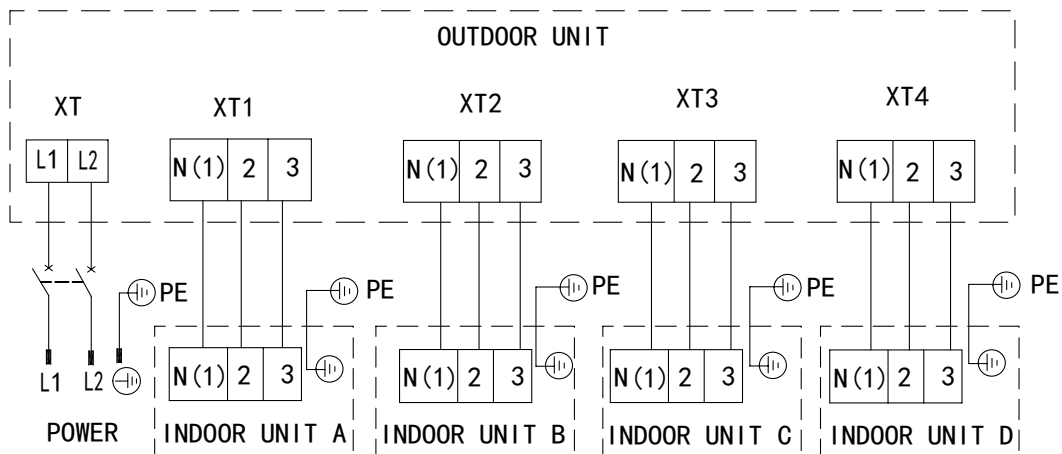 OUTDOOR UNIT
XT XT1 XT2 XT3 XT4
L1 L2 N(1) 2 3 N(1) 2 3 N(1) 2 3 N(1) 2 3
PE PE PE PE PE
N(1) 2 3 N(1) 2 3 N(1) 2 3 N(1) 2 3
L1 L2
POWER INDOOR UNIT A INDOOR UNIT B INDOOR UNIT C INDOOR UNIT D